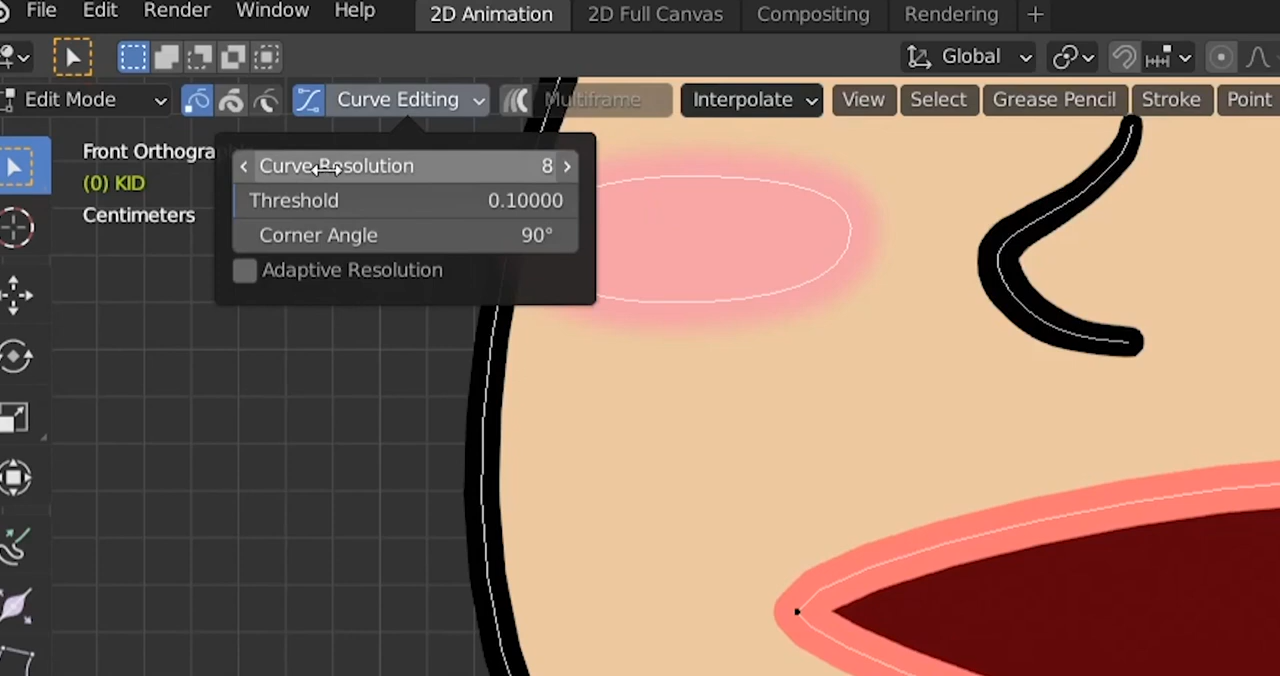 File Edit Render Window Help 2D Animation 2D Full Canvas Compositing Rendering
Global
Edit Mode Curve Editing Multiframe Interpolate View Select Grease Pencil Stroke Point
Front Orthogra
(0) KID
Centimeters
Curve Resolution 8
Threshold 0.10000
Corner Angle 90°
Adaptive Resolution